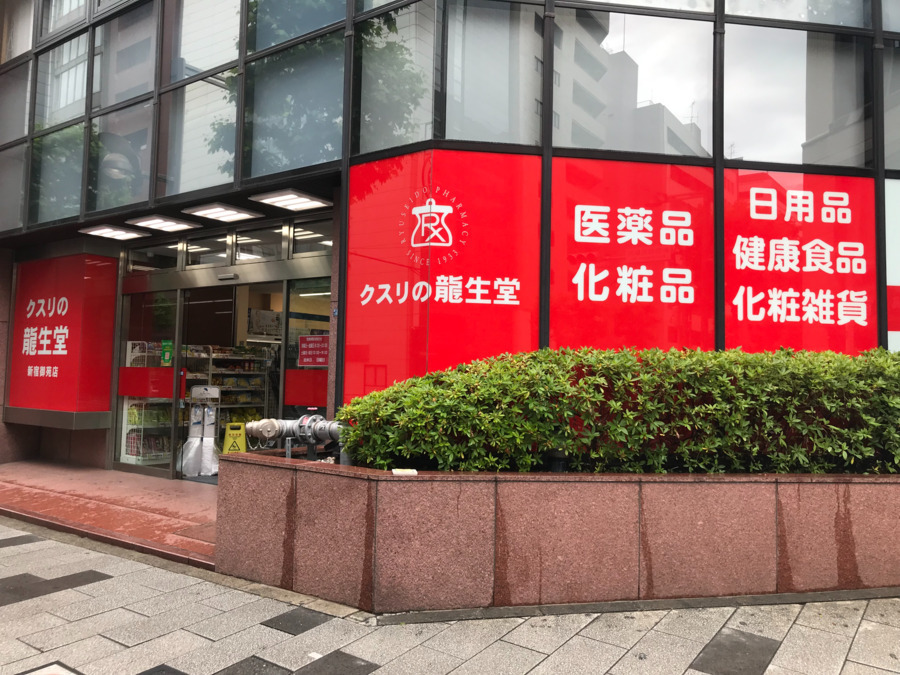 クスリの
龍生堂
新宿御苑店
RYUSEIDO PHARMACY
SINCE 1933
クスリの龍生堂
医薬品
化粧品
日用品
健康食品
化粧雑貨